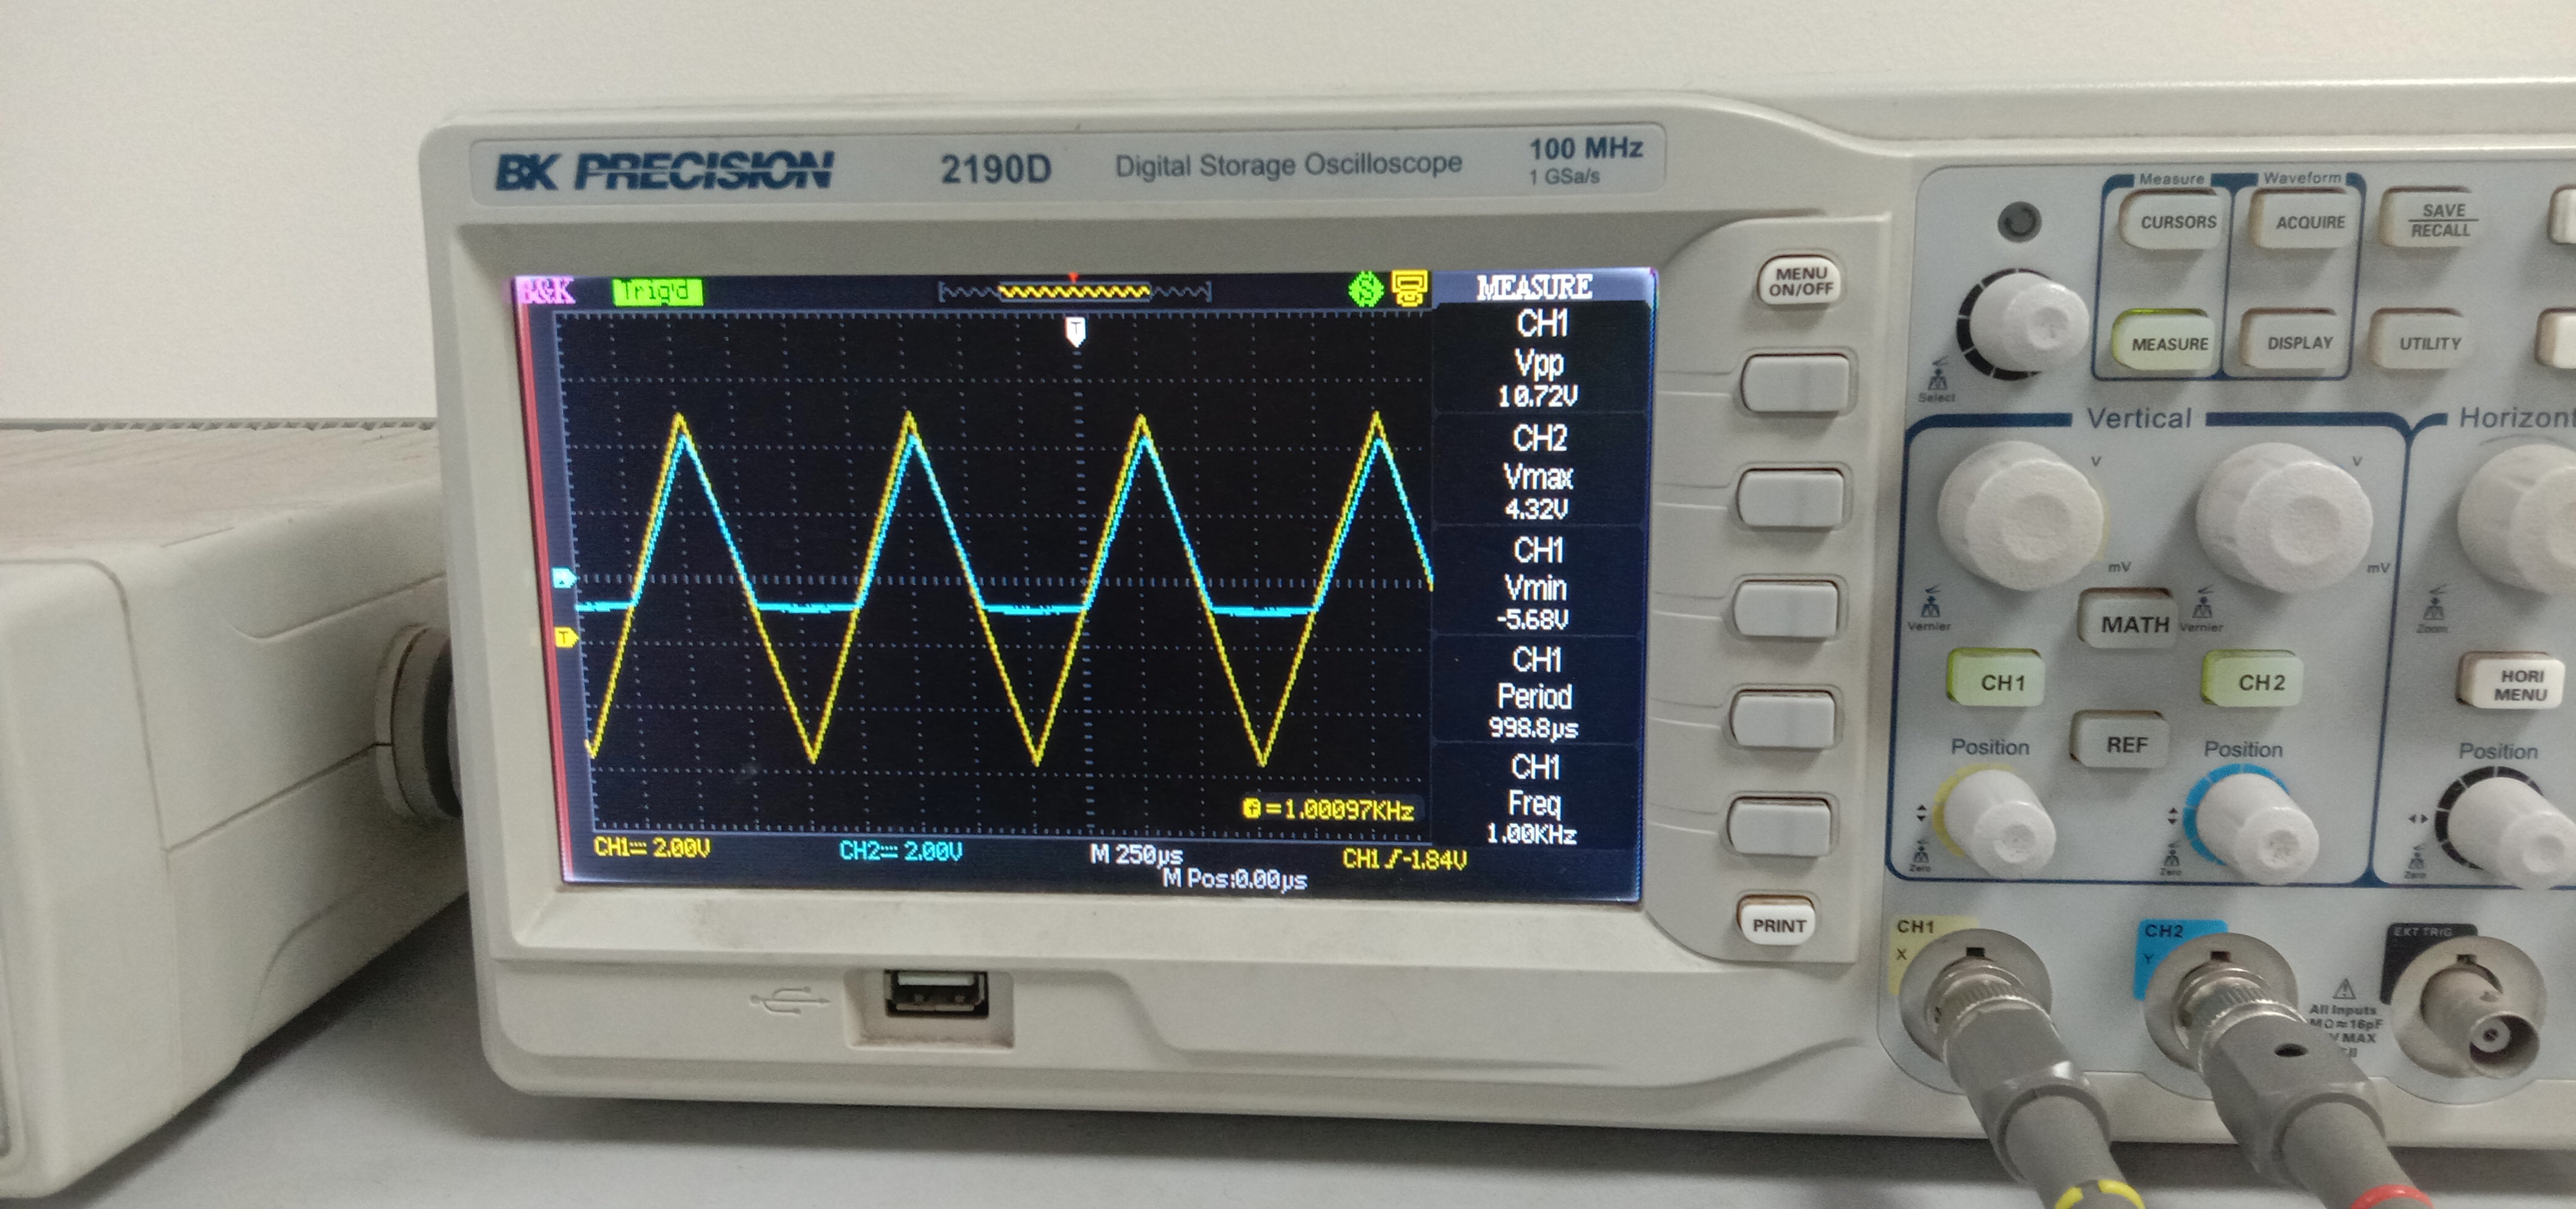 BK PRECISION
2190D
Digital Storage Oscilloscope
100 MHz
1 GSa/s
B&K
Trig'd
T
MEASURE
CH1
Vpp
10.72V
CH2
Vmax
4.32V
CH1
Vmin
-5.68V
CH1
Period
998.8µs
CH1
Freq
1.00KHz
T
=1.00097KHz
CH1 2.00V
CH2 2.00V
M 250µs
M Pos:0.00µs
CH1 -1.84V
MENU
ON/OFF
PRINT
Select
Measure
CURSORS
MEASURE
Waveform
ACQUIRE
DISPLAY
SAVE
RECALL
UTILITY
Vertical
V
mV
Vernier
V
mV
Vernier
MATH
CH1
CH2
REF
Position
Zero
Position
Zero
Horizont
Zoom
HORI
MENU
Position
Zero
CH1
X
CH2
Y
EXT TRIG
All Inputs
MΩ≈16pF
V MAX